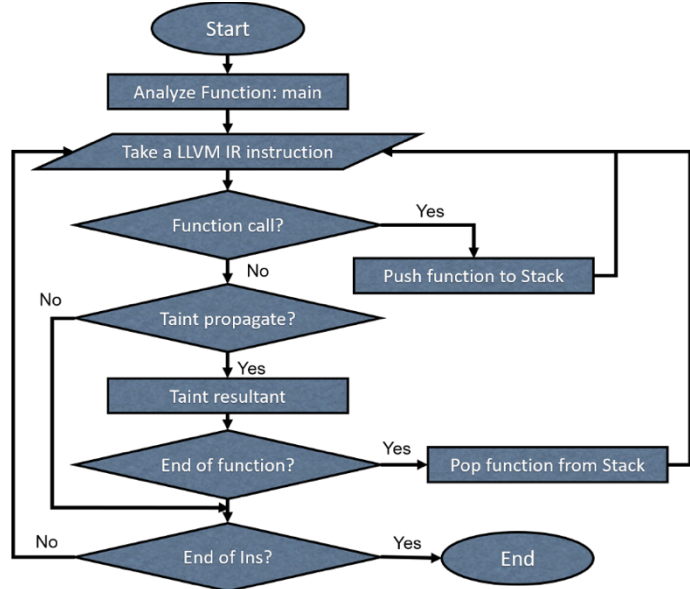 Start
Analyze Function: main
Take a LLVM IR instruction
Function call?
Yes
Push function to Stack
No
No
Taint propagate?
Yes
Taint resultant
End of function?
Yes
Pop function from Stack
No
End of Ins?
Yes
End